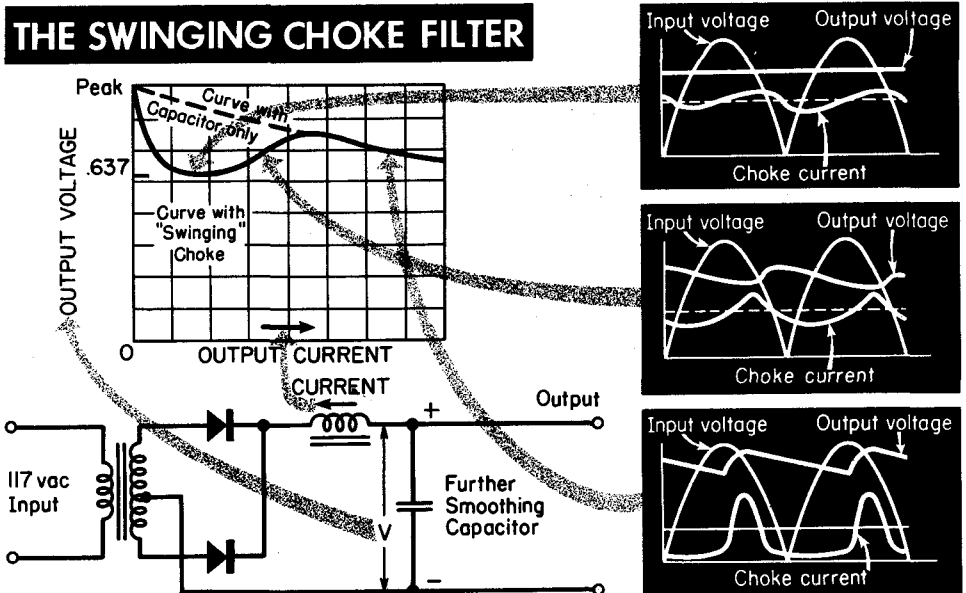 THE SWINGING CHOKE FILTER
Peak
Curve with
Capacitor only
.637
OUTPUT VOLTAGE
Curve with
"Swinging"
Choke
O
OUTPUT CURRENT
CURRENT
+
Output
117 vac
Input
V
Further
Smoothing
Capacitor
−
Input voltage
Output voltage
Choke current
Input voltage
Output voltage
Choke current
Input voltage
Output voltage
Choke current